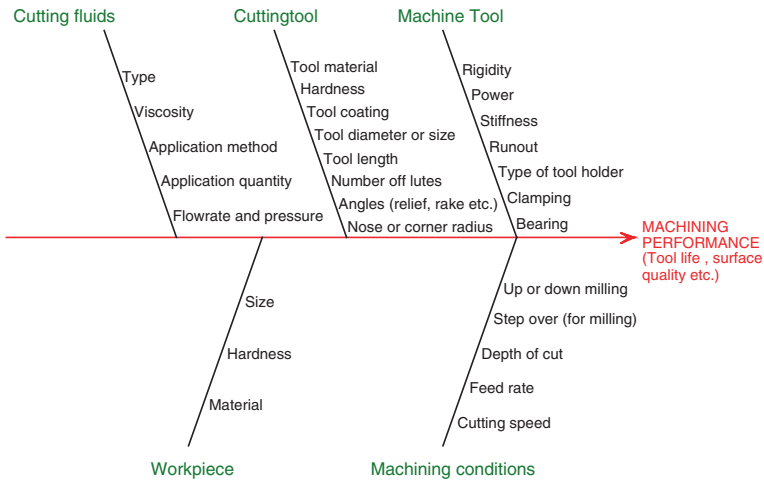 Cutting fluids
Type
Viscosity
Application method
Application quantity
Flowrate and pressure
Cuttingtool
Tool material
Hardness
Tool coating
Tool diameter or size
Tool length
Number off lutes
Angles (relief, rake etc.)
Nose or corner radius
Machine Tool
Rigidity
Power
Stiffness
Runout
Type of tool holder
Clamping
Bearing
MACHINING
PERFORMANCE
(Tool life , surface
quality etc.)
Size
Hardness
Material
Workpiece
Up or down milling
Step over (for milling)
Depth of cut
Feed rate
Cutting speed
Machining conditions